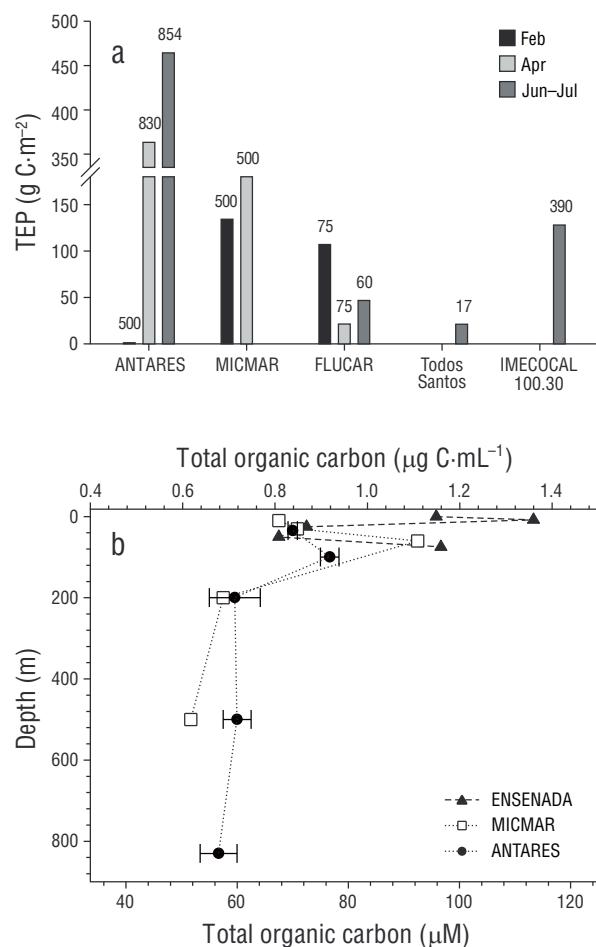 a
Feb
Apr
Jun–Jul
TEP (g C·m–2)
500
450
400
350
150
100
50
0
500
830
854
500
500
75
75
60
17
390
ANTARES
MICMAR
FLUCAR
Todos
Santos
IMECOCAL
100.30
Total organic carbon (μg C·mL–1)
0.4
0.6
0.8
1.0
1.2
1.4
b
Depth (m)
0
200
400
600
800
ENSENADA
MICMAR
ANTARES
40
60
80
100
120
Total organic carbon (μM)